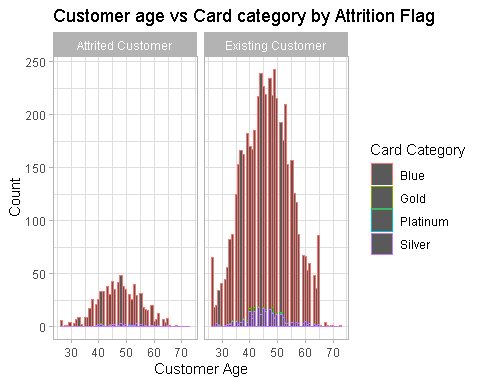 Customer age vs Card category by Attrition Flag
Attrited Customer
Existing Customer
250
200
150
100
50
0
Count
30 40 50 60 70
30 40 50 60 70
Customer Age
Card Category
Blue
Gold
Platinum
Silver